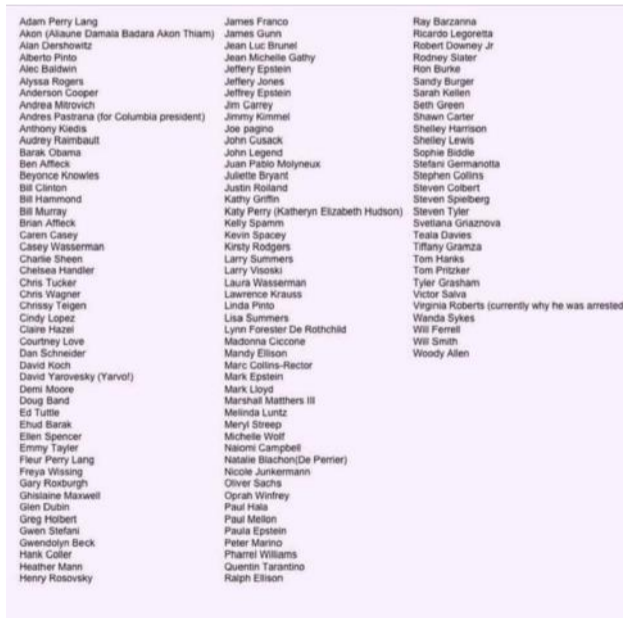 Adam Perry Lang
Akon (Aliaune Damala Badara Akon Thiam)
Alan Dershowitz
Alberto Pinto
Alec Baldwin
Alyssa Rogers
Anderson Cooper
Andrea Mitrovich
Andres Pastrana (for Columbia president)
Anthony Kiedis
Audrey Raimbault
Barak Obama
Ben Affleck
Beyonce Knowles
Bill Clinton
Bill Hammond
Bill Murray
Brian Affleck
Caren Casey
Casey Wasserman
Charlie Sheen
Chelsea Handler
Chris Tucker
Chris Wagner
Chrissy Teigen
Cindy Lopez
Claire Hazel
Courtney Love
Dan Schneider
David Koch
David Yarovesky (Yarvo!)
Demi Moore
Doug Band
Ed Tuttle
Ehud Barak
Ellen Spencer
Emmy Tayler
Fleur Perry Lang
Freya Wissing
Gary Roxburgh
Ghislaine Maxwell
Glen Dubin
Greg Holbert
Gwen Stefani
Gwendolyn Beck
Hank Coller
Heather Mann
Henry Rosovsky
James Franco
James Gunn
Jean Luc Brunel
Jean Michelle Gathy
Jeffery Epstein
Jeffery Jones
Jeffrey Epstein
Jim Carrey
Jimmy Kimmel
Joe pagino
John Cusack
John Legend
Juan Pablo Molyneux
Juliette Bryant
Justin Roiland
Kathy Griffin
Katy Perry (Katheryn Elizabeth Hudson)
Kelly Spamm
Kevin Spacey
Kirsty Rodgers
Larry Summers
Larry Visoski
Laura Wasserman
Lawrence Krauss
Linda Pinto
Lisa Summers
Lynn Forester De Rothchild
Madonna Ciccone
Mandy Ellison
Marc Collins-Rector
Mark Epstein
Mark Lloyd
Marshall Matthers III
Melinda Luntz
Meryl Streep
Michelle Wolf
Naiomi Campbell
Natalie Blachon(De Perrier)
Nicole Junkermann
Oliver Sachs
Oprah Winfrey
Paul Hala
Paul Mellon
Paula Epstein
Peter Marino
Pharrel Williams
Quentin Tarantino
Ralph Ellison
Ray Barzanna
Ricardo Legoretta
Robert Downey Jr
Rodney Slater
Ron Burke
Sandy Burger
Sarah Kellen
Seth Green
Shawn Carter
Shelley Harrison
Shelley Lewis
Sophie Biddle
Stefani Germanotta
Stephen Collins
Steven Colbert
Steven Spielberg
Steven Tyler
Svetlana Griaznova
Teala Davies
Tiffany Gramza
Tom Hanks
Tom Pritzker
Tyler Grasham
Victor Salva
Virginia Roberts (currently why he was arrested
Wanda Sykes
Will Ferrell
Will Smith
Woody Allen